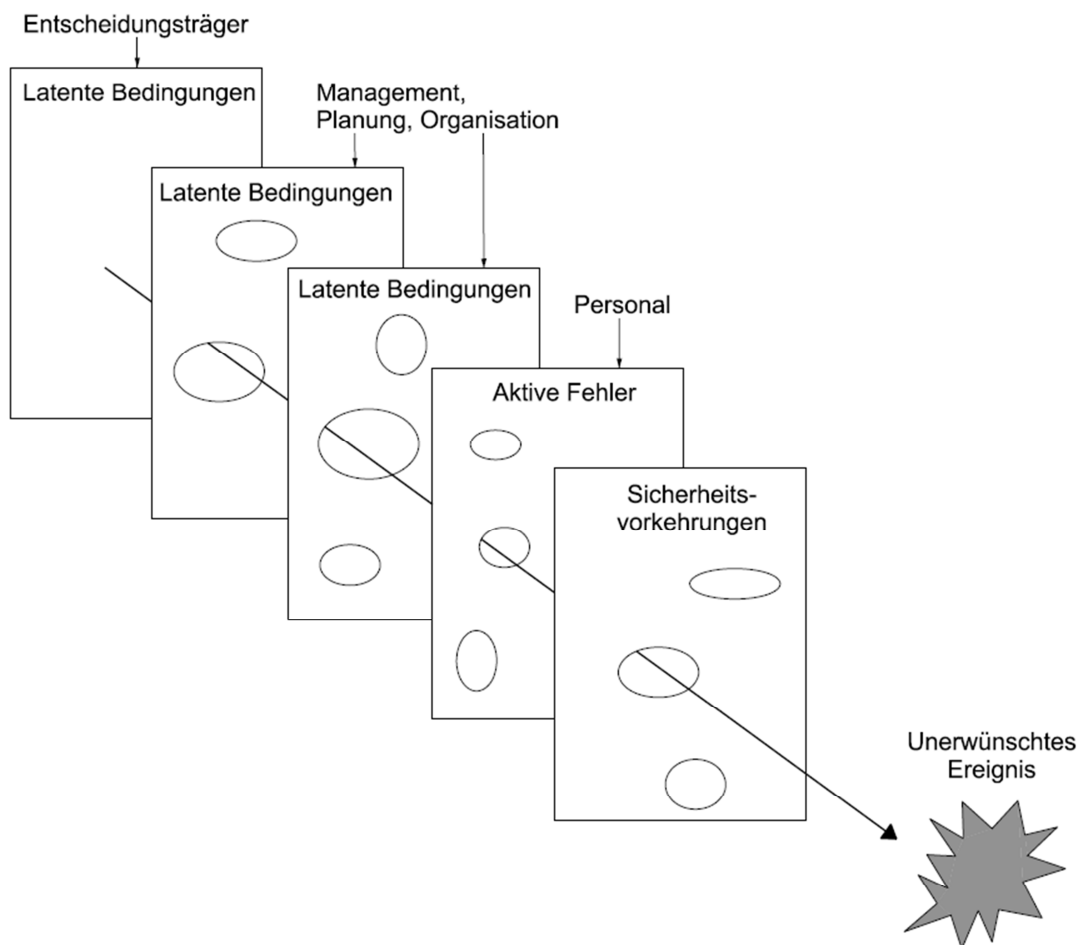 Entscheidungsträger
Latente Bedingungen
Management,
Planung, Organisation
Latente Bedingungen
Latente Bedingungen
Personal
Aktive Fehler
Sicherheits-
vorkehrungen
Unerwünschtes
Ereignis